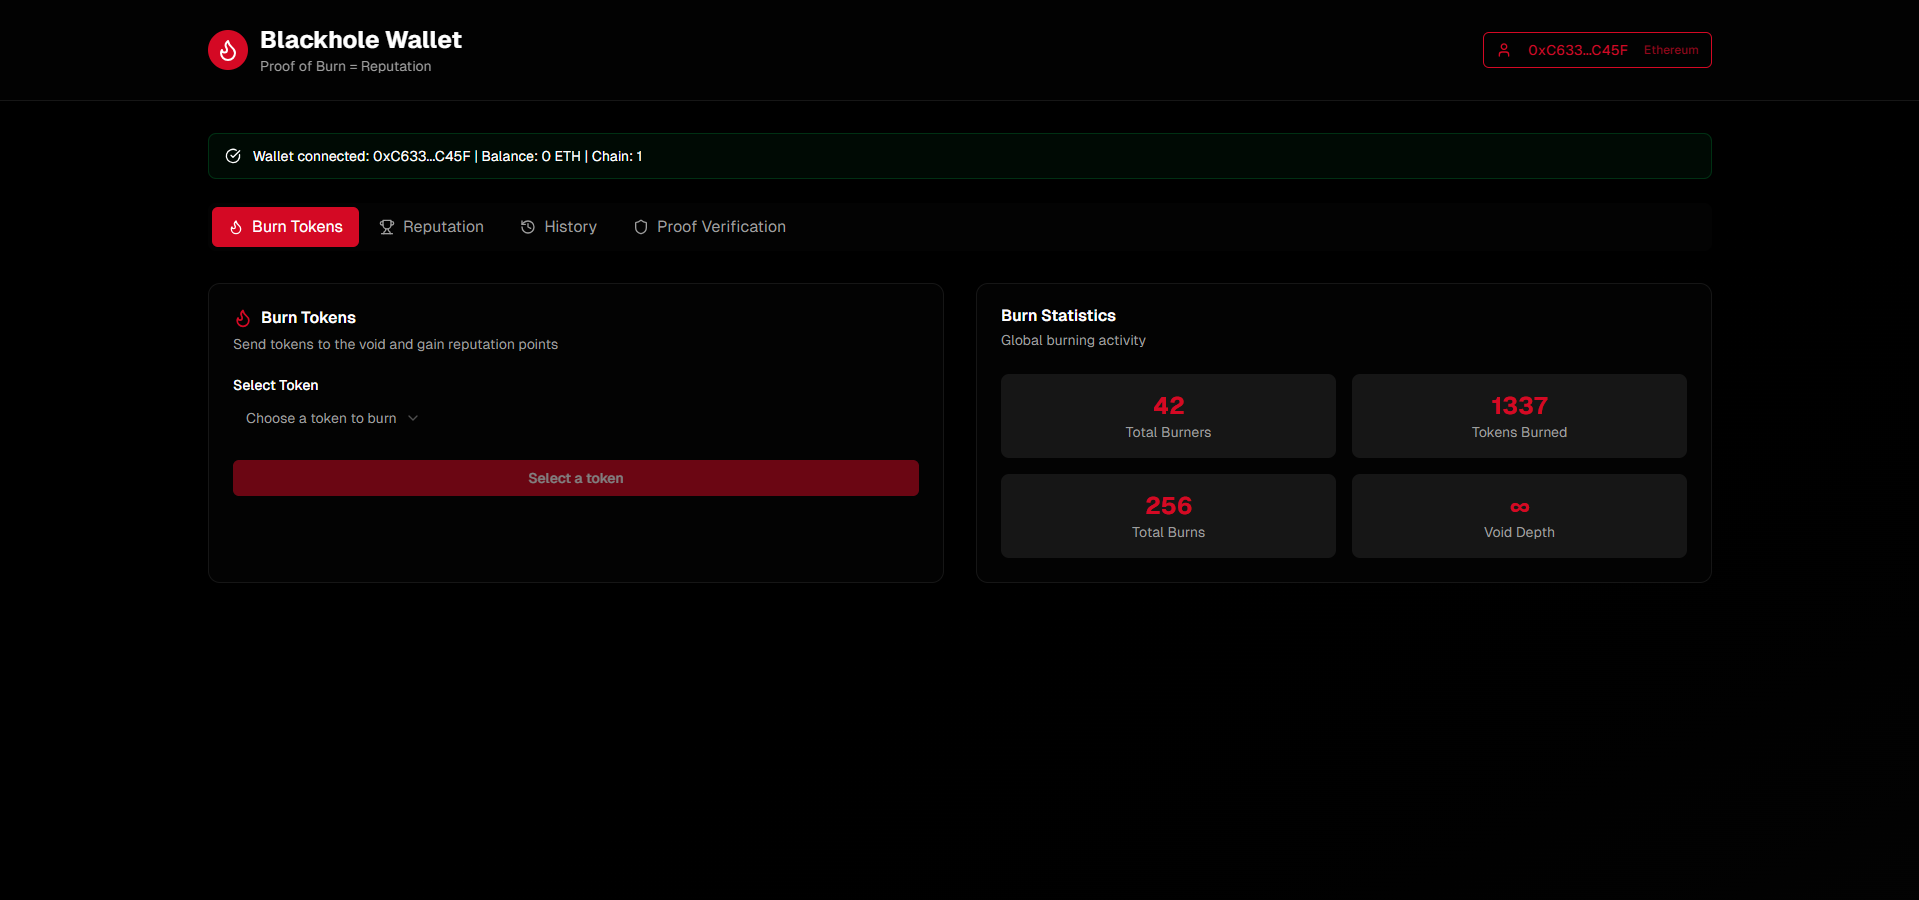 Blackhole Wallet
Proof of Burn = Reputation
0xC633...C45F Ethereum
Wallet connected: 0xC633...C45F | Balance: 0 ETH | Chain: 1
Burn Tokens
Reputation
History
Proof Verification
Burn Tokens
Send tokens to the void and gain reputation points
Select Token
Choose a token to burn
Select a token
Burn Statistics
Global burning activity
42
Total Burners
1337
Tokens Burned
256
Total Burns
∞
Void Depth